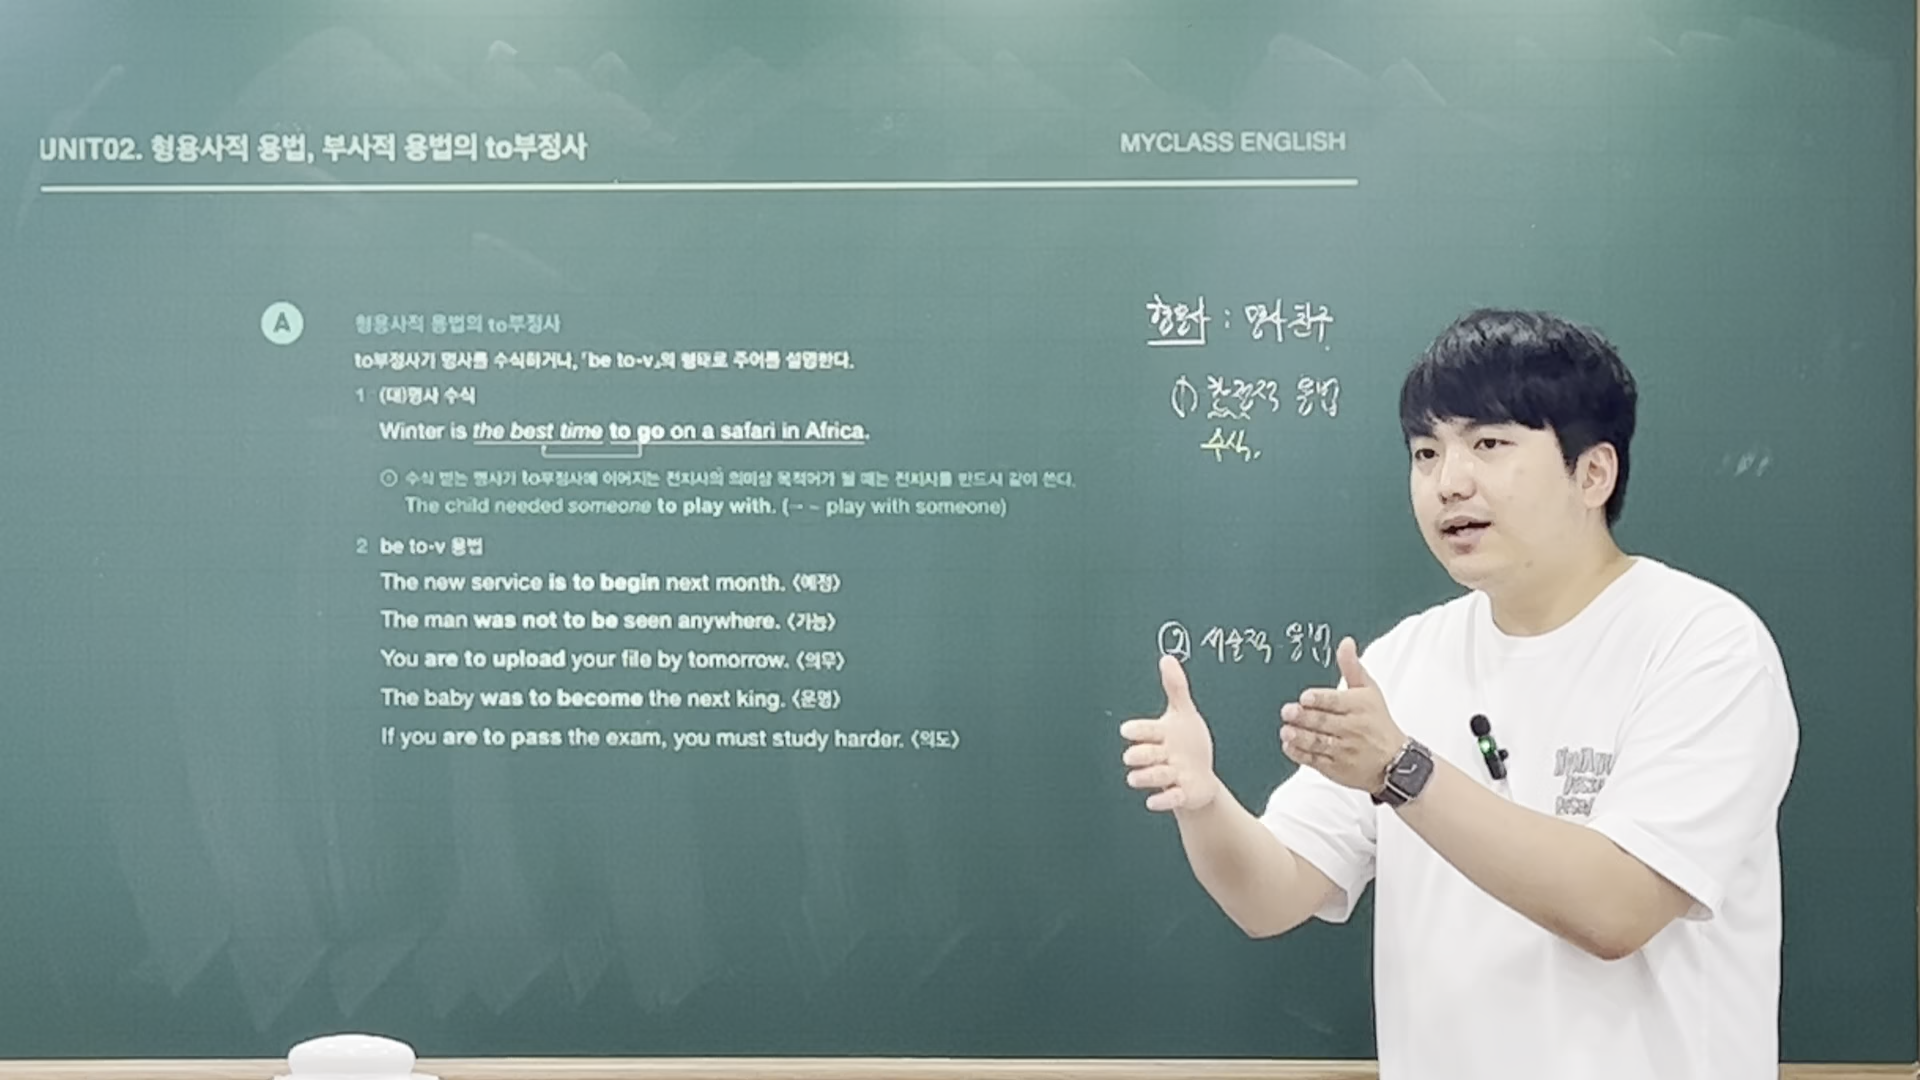 UNIT02. 형용사적 용법, 부사적 용법의 to부정사
MYCLASS ENGLISH
A
형용사적 용법의 to부정사
to부정사가 명사를 수식하거나, 「be to-v」의 형태로 주어를 설명한다.
1 (대)명사 수식
Winter is the best time to go on a safari in Africa.
수식 받는 명사가 to부정사에 이어지는 전치사의 의미상 목적어가 될 때는 전치사를 반드시 같이 쓴다.
The child needed someone to play with. (← ~ play with someone)
2 be to-v 용법
The new service is to begin next month. 〈예정〉
The man was not to be seen anywhere. 〈가능〉
You are to upload your file by tomorrow. 〈의무〉
The baby was to become the next king. 〈운명〉
If you are to pass the exam, you must study harder. 〈의도〉
형용사 : 명사 친구
① 한정적 용법
수식.
② 서술적 용법